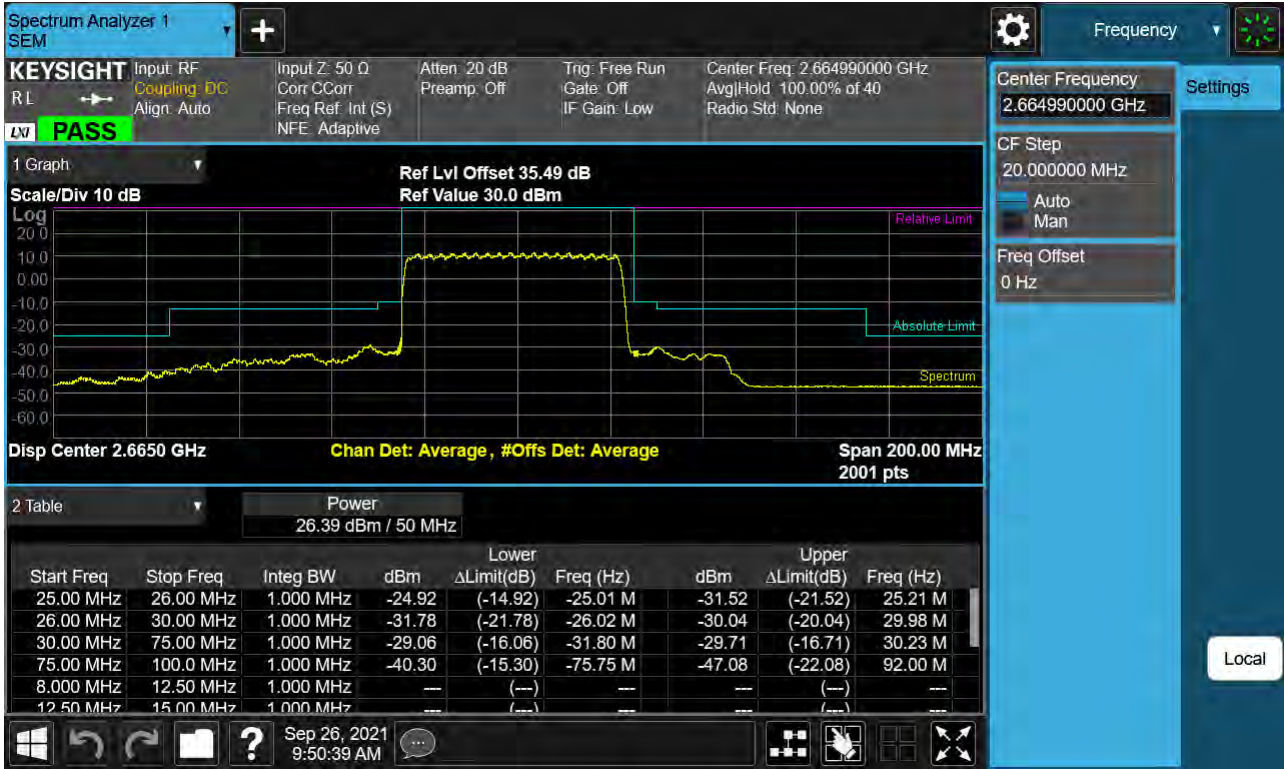 Spectrum Analyzer 1
SEM
Frequency
KEYSIGHT
R L
LXI
PASS
Input: RF
Coupling: DC
Align: Auto
Input Z: 50 Ω
Corr CCorr
Freq Ref: Int (S)
NFE: Adaptive
Atten: 20 dB
Preamp: Off
Trig: Free Run
Gate: Off
IF Gain: Low
Center Freq: 2.664990000 GHz
Avg|Hold: 100.00% of 40
Radio Std: None
Center Frequency
2.664990000 GHz
Settings
CF Step
20.000000 MHz
Auto
Man
Freq Offset
0 Hz
1 Graph
Scale/Div 10 dB
Ref Lvl Offset 35.49 dB
Ref Value 30.0 dBm
Log
20.0
10.0
0.00
-10.0
-20.0
-30.0
-40.0
-50.0
-60.0
Relative Limit
Absolute Limit
Spectrum
Disp Center 2.6650 GHz
Chan Det: Average, #Offs Det: Average
Span 200.00 MHz
2001 pts
2 Table
Power
26.39 dBm / 50 MHz
Lower Upper
Start Freq Stop Freq Integ BW dBm ΔLimit(dB) Freq (Hz) dBm ΔLimit(dB) Freq (Hz)
25.00 MHz 26.00 MHz 1.000 MHz -24.92 (-14.92) -25.01 M -31.52 (-21.52) 25.21 M
26.00 MHz 30.00 MHz 1.000 MHz -31.78 (-21.78) -26.02 M -30.04 (-20.04) 29.98 M
30.00 MHz 75.00 MHz 1.000 MHz -29.06 (-16.06) -31.80 M -29.71 (-16.71) 30.23 M
75.00 MHz 100.0 MHz 1.000 MHz -40.30 (-15.30) -75.75 M -47.08 (-22.08) 92.00 M
8.000 MHz 12.50 MHz 1.000 MHz --- (---) --- --- (---) ---
12.50 MHz 15.00 MHz 1.000 MHz --- (---) --- --- (---) ---
Local
?
Sep 26, 2021
9:50:39 AM